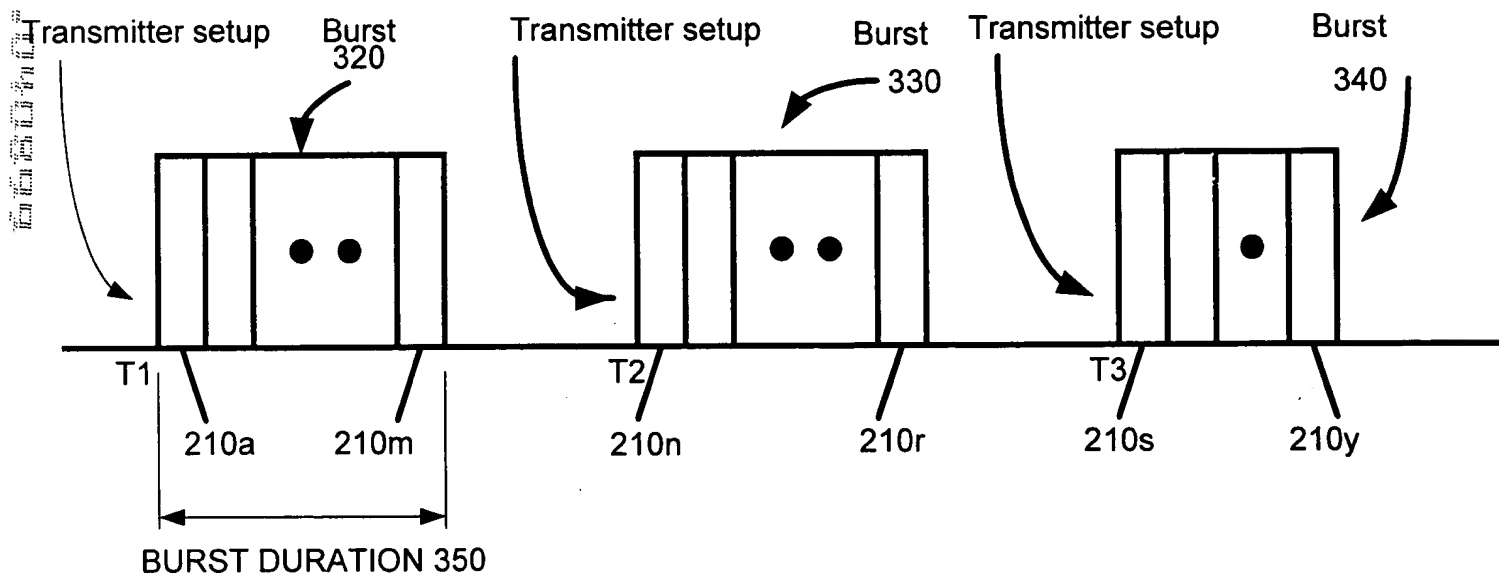 Transmitter setup
Burst
320
Transmitter setup
Burst
330
Transmitter setup
Burst
340
T1
T2
T3
210a
210m
210n
210r
210s
210y
BURST DURATION 350